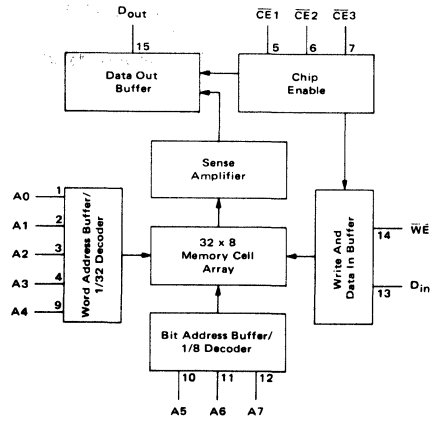 Dout
CE1 CE2 CE3
15
5 6 7
Data Out
Buffer
Chip
Enable
Sense
Amplifier
A0 1
A1 2
A2 3
A3 4
A4 9
Word Address Buffer/
1/32 Decoder
32 x 8
Memory Cell
Array
Write And
Data In Buffer
14 WE
13 Din
Bit Address Buffer/
1/8 Decoder
10 11 12
A5 A6 A7